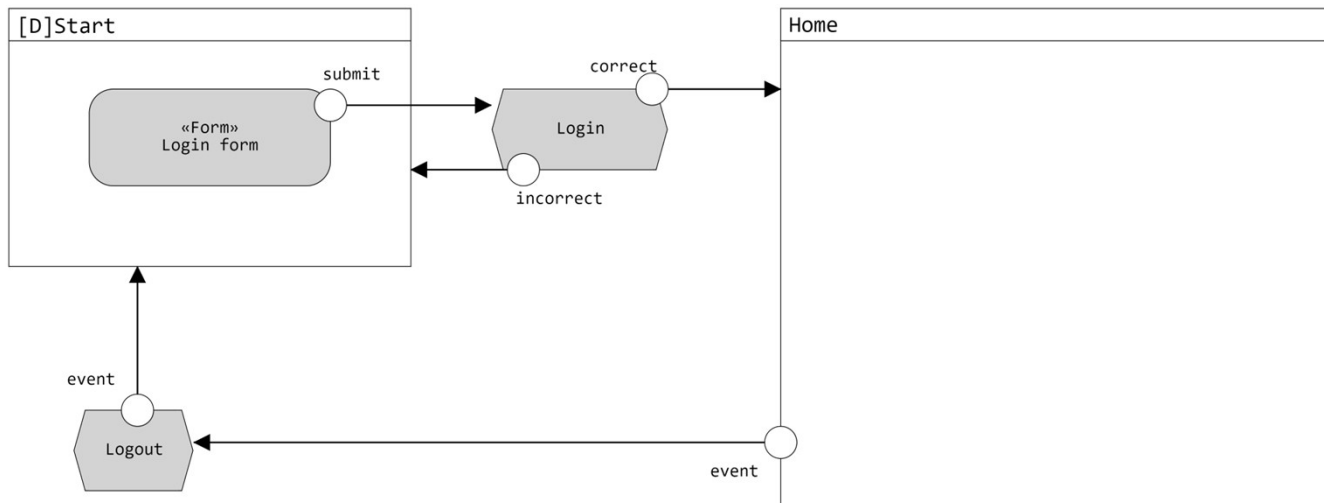 [D]Start
Home
submit
correct
«Form»
Login form
Login
incorrect
event
Logout
event